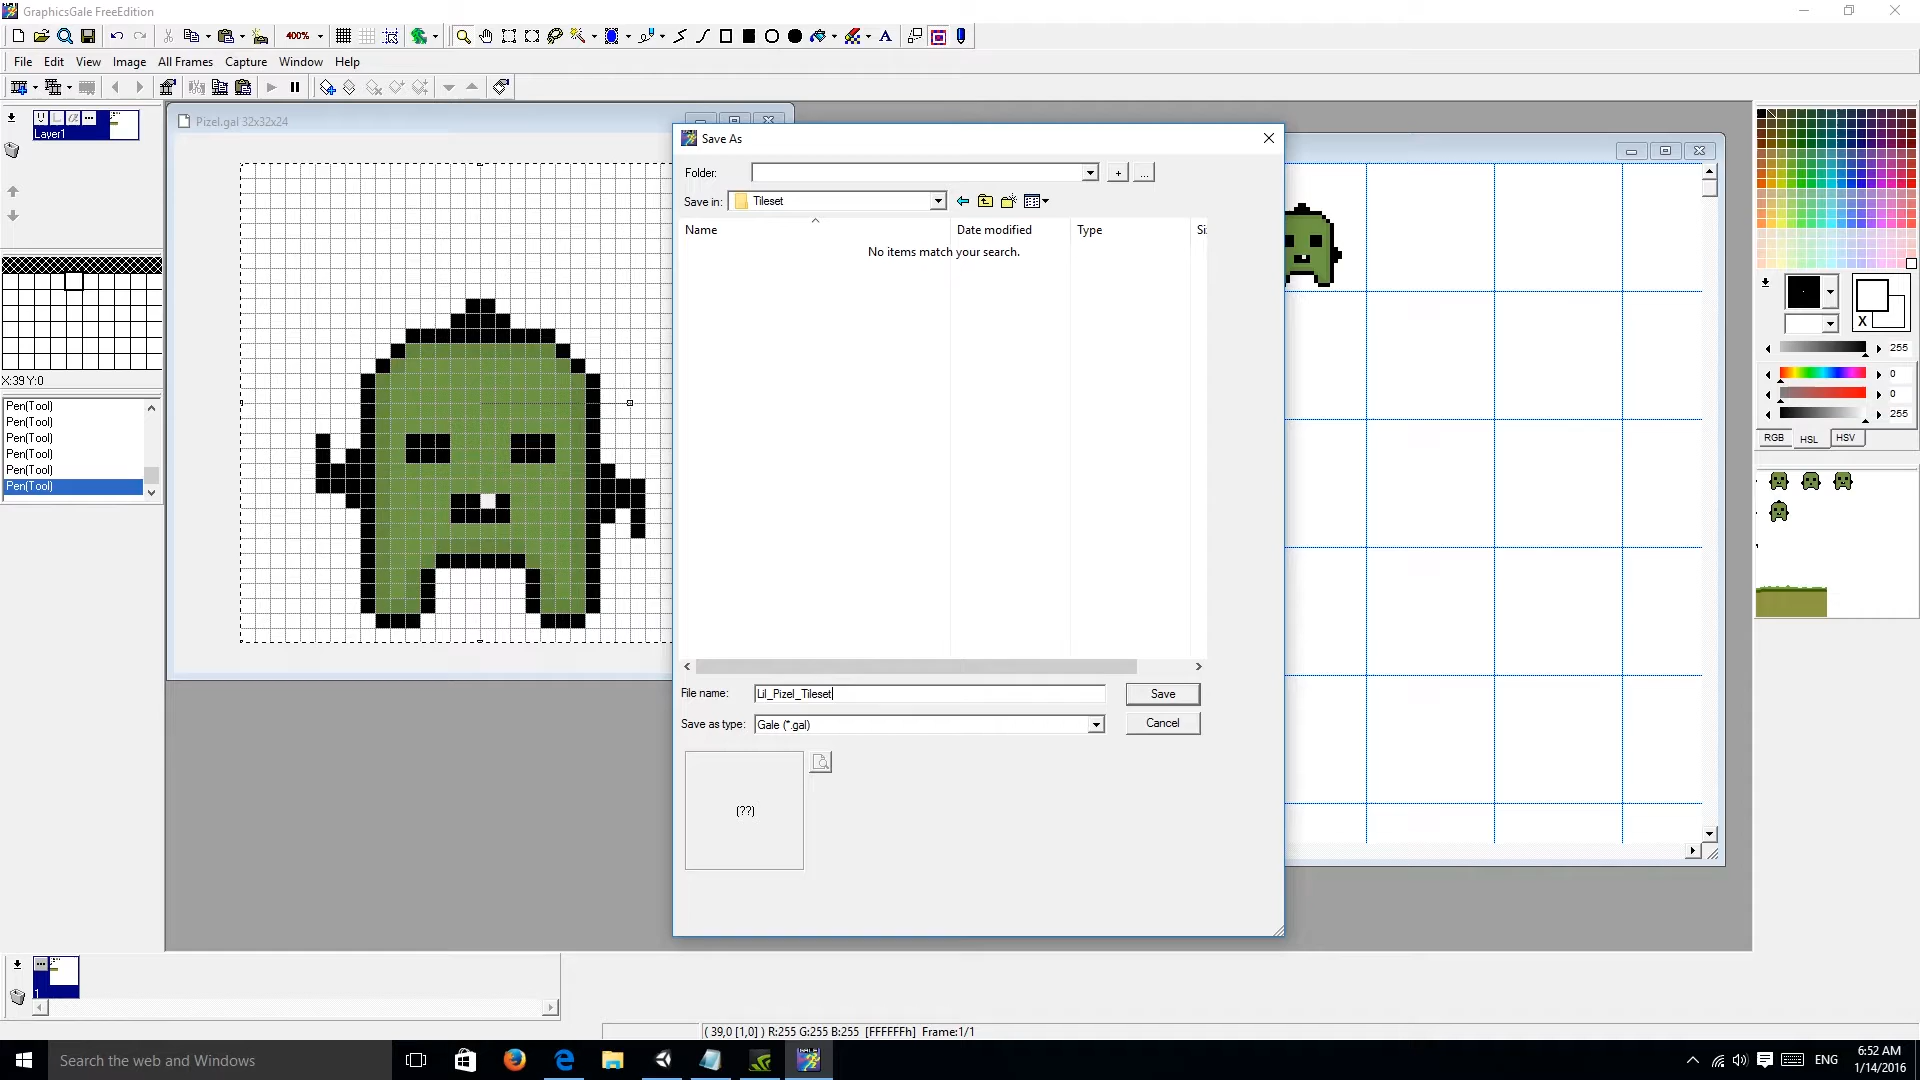 GraphicsGale FreeEdition
400%
File Edit View Image All Frames Capture Window Help
Layer1
Pizel.gal 32x32x24
Save As
Folder:
+ ...
Save in: Tileset
Name Date modified Type Si
No items match your search.
X:39 Y:0
Pen(Tool)
Pen(Tool)
Pen(Tool)
Pen(Tool)
Pen(Tool)
Pen(Tool)
X
255
0
0
255
RGB HSL HSV
File name: Lil_Pizel_Tileset Save
Save as type: Gale (*.gal) Cancel
(??)
1
( 39,0 [1,0] ) R:255 G:255 B:255 [FFFFFFh] Frame:1/1
Search the web and Windows
ENG
6:52 AM
1/14/2016